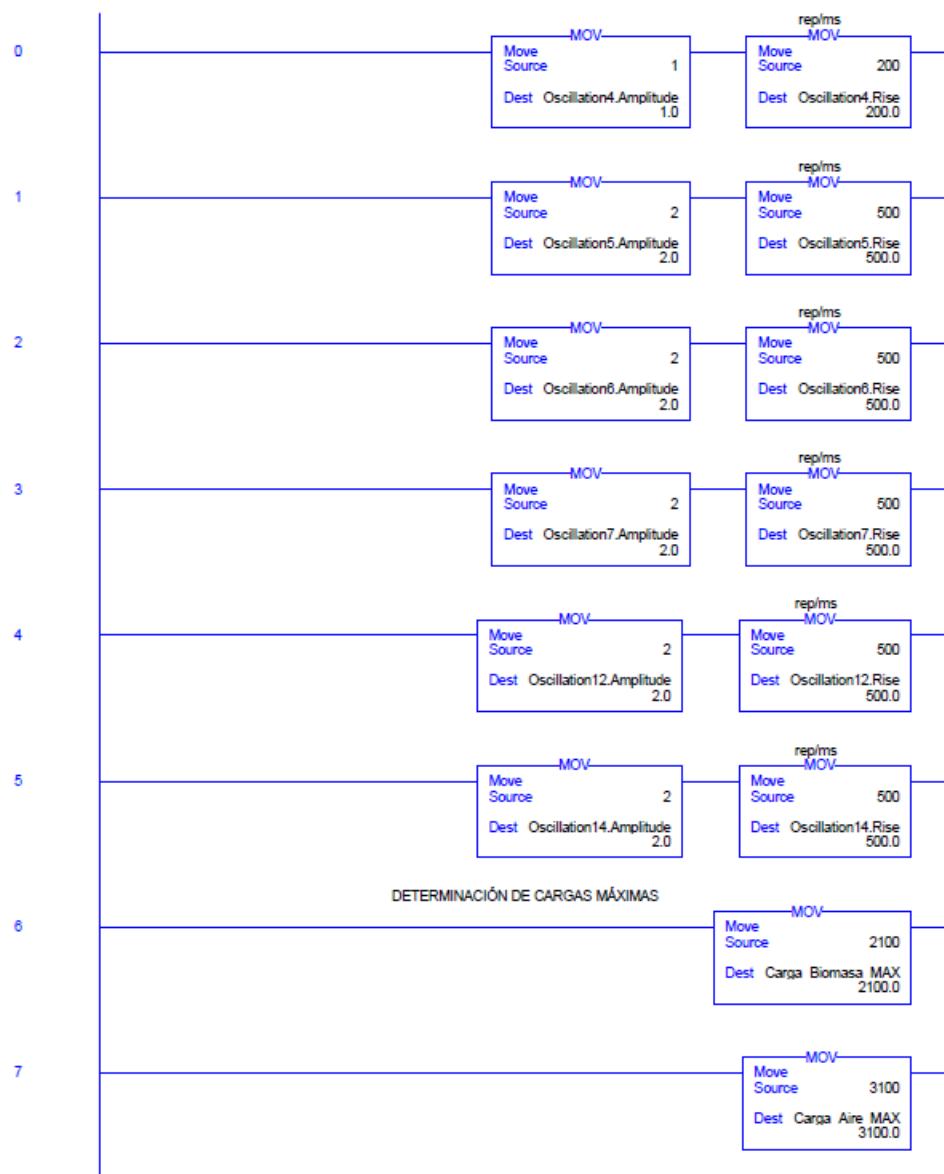 rep/ms
0
MOV
Move
Source 1
Dest Oscillation4.Amplitude
1.0
MOV
Move
Source 200
Dest Oscillation4.Rise
200.0
rep/ms
1
MOV
Move
Source 2
Dest Oscillation5.Amplitude
2.0
MOV
Move
Source 500
Dest Oscillation5.Rise
500.0
rep/ms
2
MOV
Move
Source 2
Dest Oscillation6.Amplitude
2.0
MOV
Move
Source 500
Dest Oscillation6.Rise
500.0
rep/ms
3
MOV
Move
Source 2
Dest Oscillation7.Amplitude
2.0
MOV
Move
Source 500
Dest Oscillation7.Rise
500.0
rep/ms
4
MOV
Move
Source 2
Dest Oscillation12.Amplitude
2.0
MOV
Move
Source 500
Dest Oscillation12.Rise
500.0
rep/ms
5
MOV
Move
Source 2
Dest Oscillation14.Amplitude
2.0
MOV
Move
Source 500
Dest Oscillation14.Rise
500.0
DETERMINACIÓN DE CARGAS MÁXIMAS
6
MOV
Move
Source 2100
Dest Carga_Biomasa_MAX
2100.0
7
MOV
Move
Source 3100
Dest Carga_Aire_MAX
3100.0